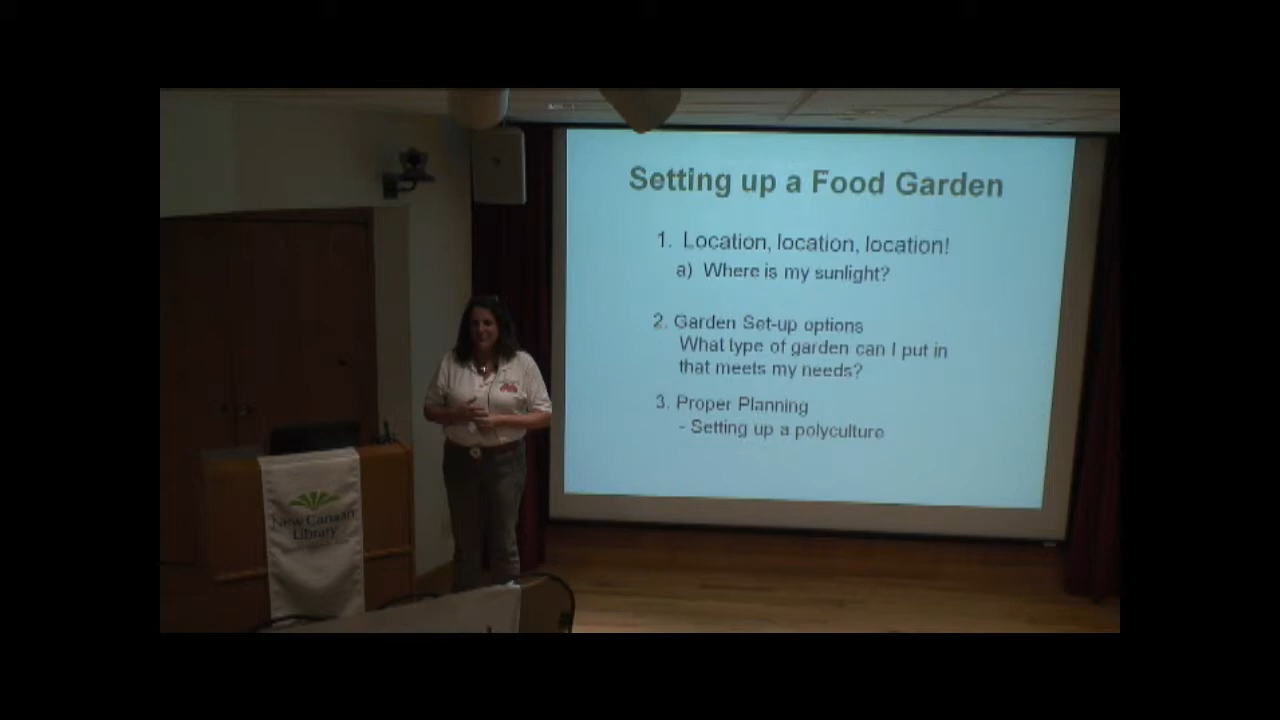 Setting up a Food Garden
1. Location, location, location!
a) Where is my sunlight?
2. Garden Set-up options
What type of garden can I put in
that meets my needs?
3. Proper Planning
- Setting up a polyculture
New Canaan
Library